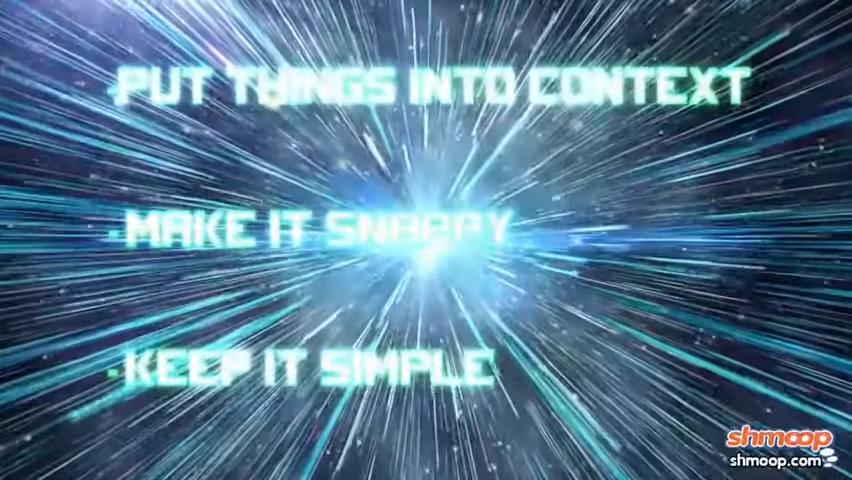 · PUT THINGS INTO CONTEXT
· MAKE IT SNAPPY
· KEEP IT SIMPLE
shmoop
shmoop.com